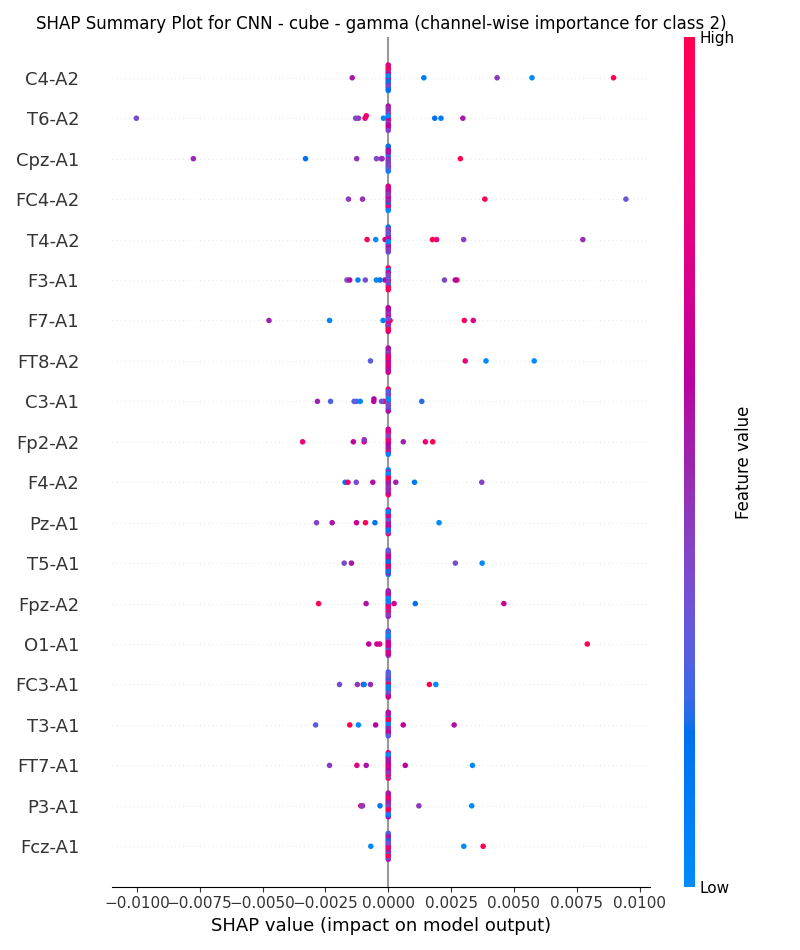 SHAP Summary Plot for CNN - cube - gamma (channel-wise importance for class 2)
High
C4-A2
T6-A2
Cpz-A1
FC4-A2
T4-A2
F3-A1
F7-A1
FT8-A2
C3-A1
Fp2-A2
F4-A2
Pz-A1
T5-A1
Fpz-A2
O1-A1
FC3-A1
T3-A1
FT7-A1
P3-A1
Fcz-A1
Feature value
Low
−0.0100 −0.0075 −0.0050 −0.0025 0.0000 0.0025 0.0050 0.0075 0.0100
SHAP value (impact on model output)